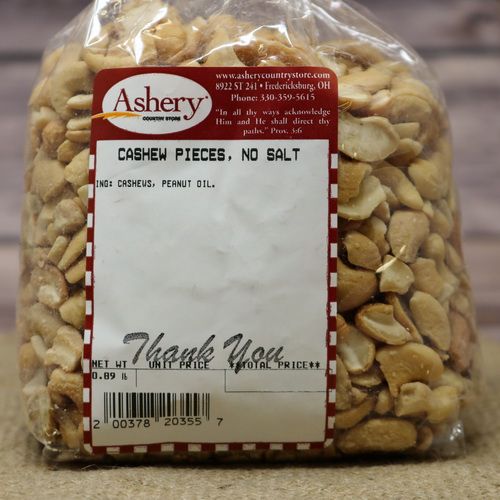 Ashery
COUNTRY STORE
www.asherycountrystore.com
8922 ST 241 • Fredericksburg, OH
Phone: 330-359-5615
"In all thy ways acknowledge
Him and He shall direct thy
paths." Prov. 3:6
CASHEW PIECES, NO SALT
ING: CASHEWS, PEANUT OIL.
Thank You
NET WT UNIT PRICE **TOTAL PRICE**
0.89 lb
2 00378 20355 7